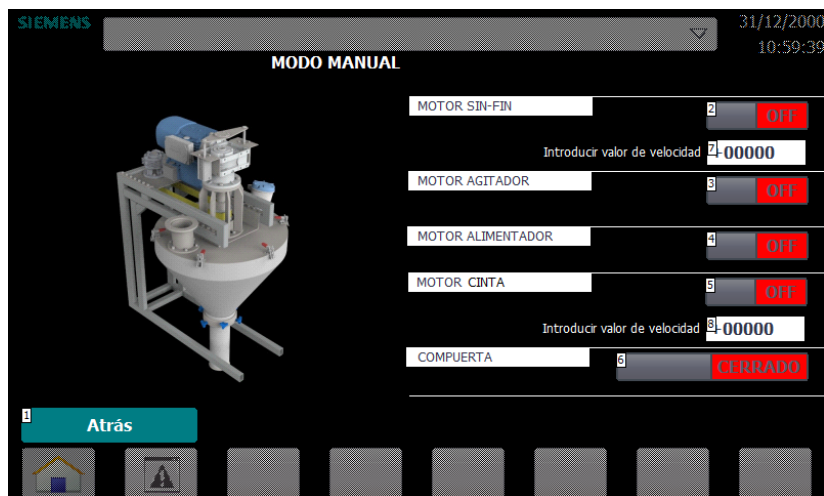 SIEMENS
31/12/2000
10:59:39
MODO MANUAL
MOTOR SIN-FIN
2
OFF
Introducir valor de velocidad
7
+00000
MOTOR AGITADOR
3
OFF
MOTOR ALIMENTADOR
4
OFF
MOTOR CINTA
5
OFF
Introducir valor de velocidad
8
+00000
COMPUERTA
6
CERRADO
1
Atrás